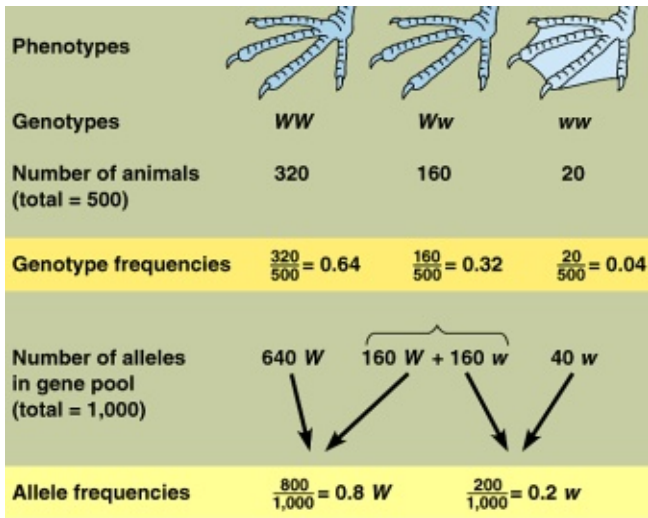 Phenotypes
Genotypes WW Ww ww
Number of animals 320 160 20
(total = 500)
Genotype frequencies 320/500 = 0.64 160/500 = 0.32 20/500 = 0.04
Number of alleles 640 W 160 W + 160 w 40 w
in gene pool
(total = 1,000)
Allele frequencies 800/1,000 = 0.8 W 200/1,000 = 0.2 w